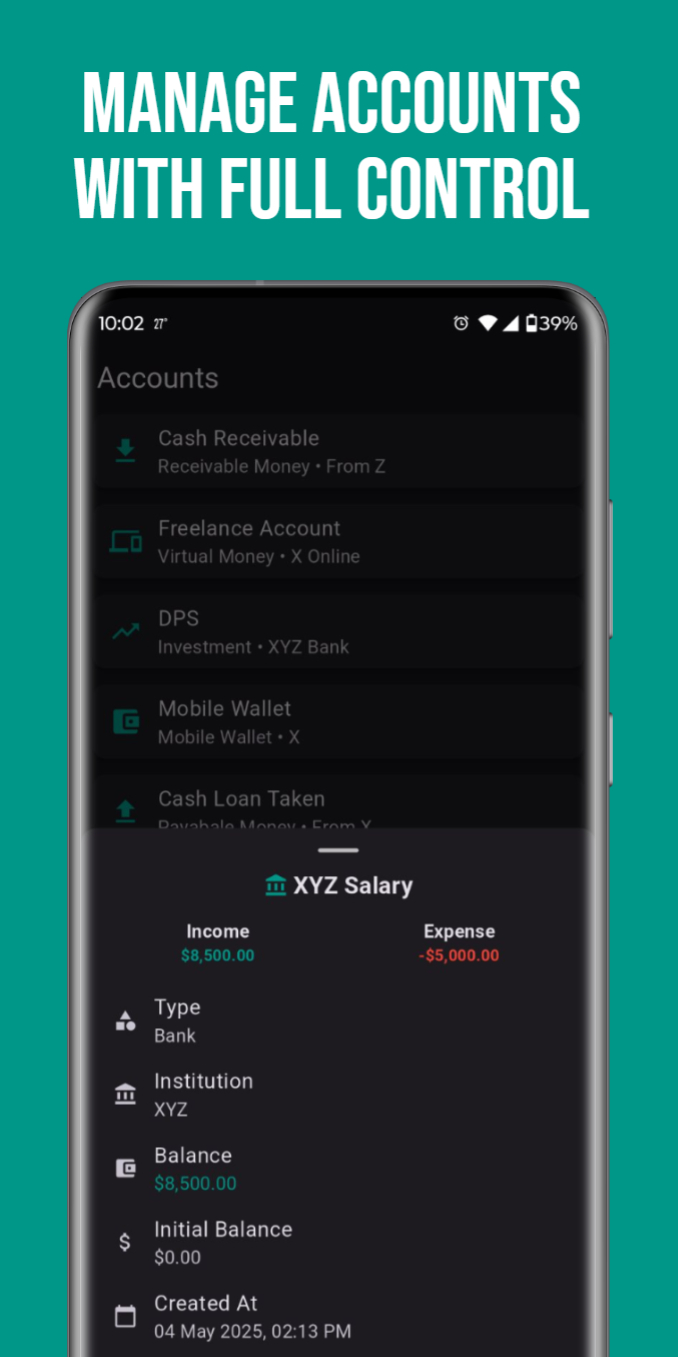 MANAGE ACCOUNTS
WITH FULL CONTROL
10:02 27° 39%
Accounts
Cash Receivable
Receivable Money • From Z
Freelance Account
Virtual Money • X Online
DPS
Investment • XYZ Bank
Mobile Wallet
Mobile Wallet • X
Cash Loan Taken
Payabale Money • From X
XYZ Salary
Income Expense
$8,500.00 -$5,000.00
Type
Bank
Institution
XYZ
Balance
$8,500.00
Initial Balance
$0.00
Created At
04 May 2025, 02:13 PM